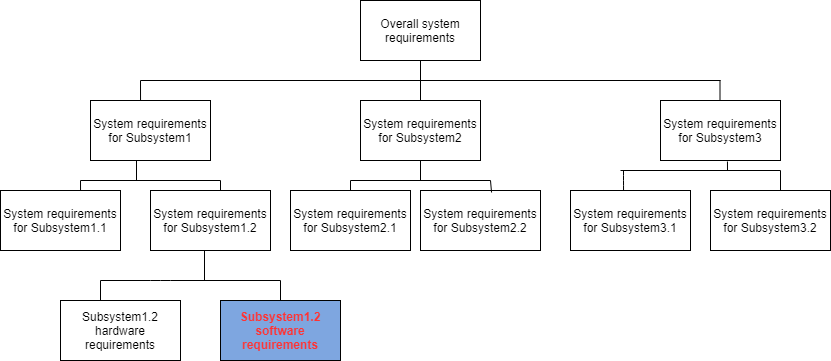 Overall system
requirements
System requirements
for Subsystem1
System requirements
for Subsystem2
System requirements
for Subsystem3
System requirements
for Subsystem1.1
System requirements
for Subsystem1.2
System requirements
for Subsystem2.1
System requirements
for Subsystem2.2
System requirements
for Subsystem3.1
System requirements
for Subsystem3.2
Subsystem1.2
hardware
requirements
Subsystem1.2
software
requirements